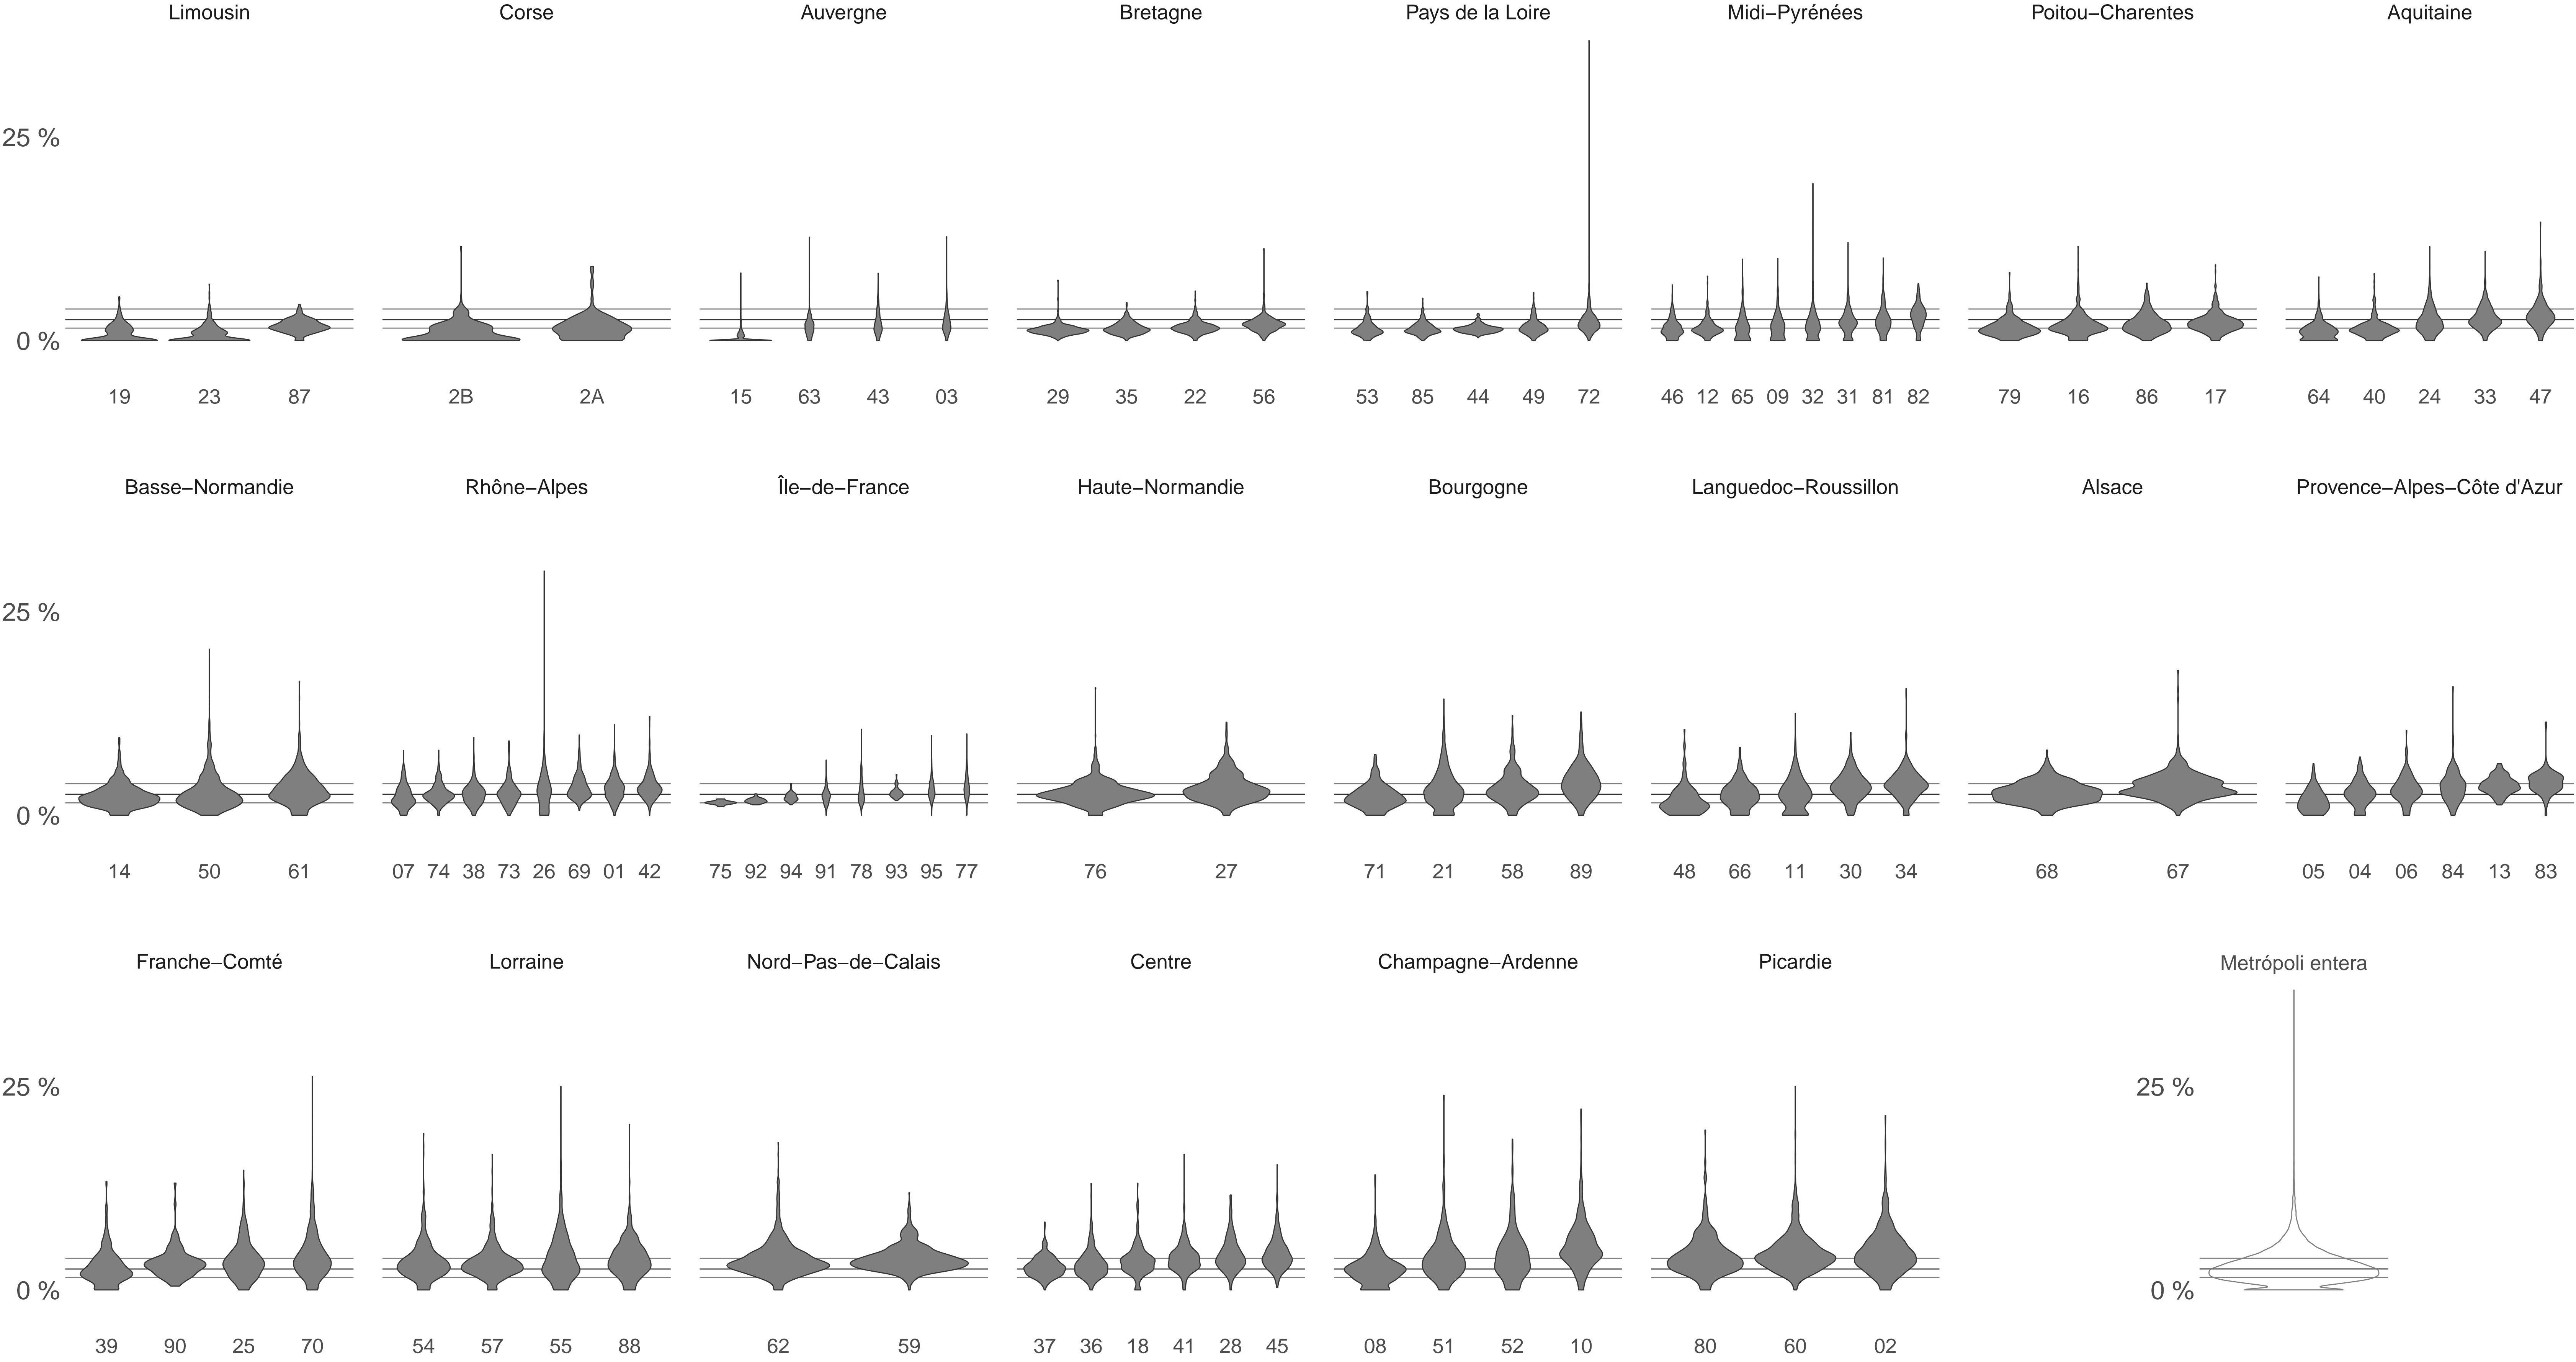 Limousin Corse Auvergne Bretagne Pays de la Loire Midi−Pyrénées Poitou−Charentes Aquitaine
25 %
0 %
19 23 87 2B 2A 15 63 43 03 29 35 22 56 53 85 44 49 72 46 12 65 09 32 31 81 82 79 16 86 17 64 40 24 33 47
Basse−Normandie Rhône−Alpes Île−de−France Haute−Normandie Bourgogne Languedoc−Roussillon Alsace Provence−Alpes−Côte d'Azur
25 %
0 %
14 50 61 07 74 38 73 26 69 01 42 75 92 94 91 78 93 95 77 76 27 71 21 58 89 48 66 11 30 34 68 67 05 04 06 84 13 83
Franche−Comté Lorraine Nord−Pas−de−Calais Centre Champagne−Ardenne Picardie Metrópoli entera
25 % 25 %
0 % 0 %
39 90 25 70 54 57 55 88 62 59 37 36 18 41 28 45 08 51 52 10 80 60 02